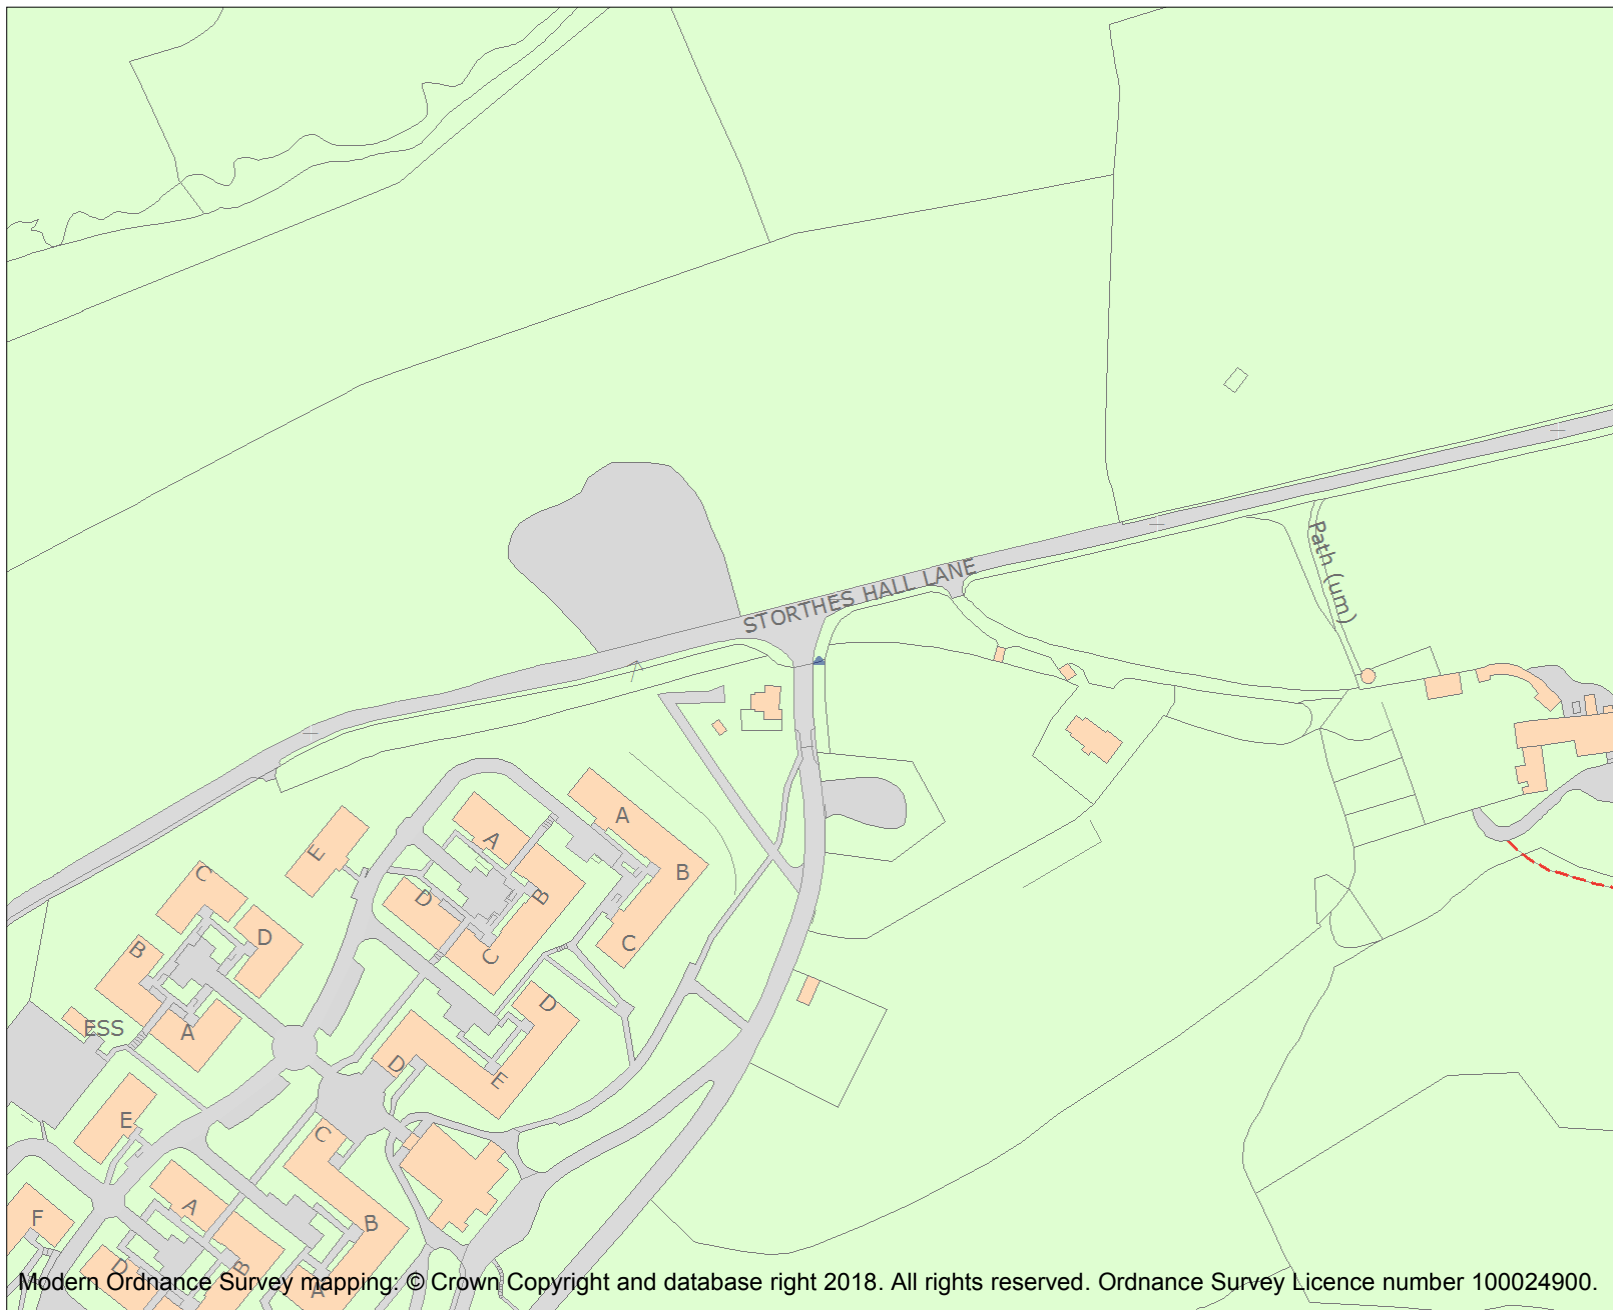 STORTHES HALL LANE
Path (um)
A
A
E
B
C
D
B
D
B
C
C
D
ESS
A
D
E
E
C
A
F
B
D
B
A
Modern Ordnance Survey mapping: © Crown Copyright and database right 2018. All rights reserved. Ordnance Survey Licence number 100024900.